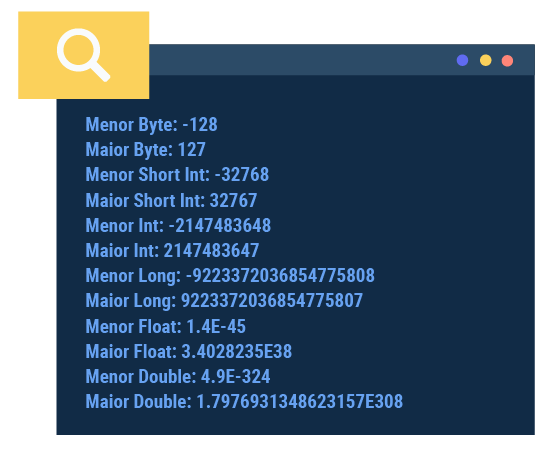 Menor Byte: -128
Maior Byte: 127
Menor Short Int: -32768
Maior Short Int: 32767
Menor Int: -2147483648
Maior Int: 2147483647
Menor Long: -9223372036854775808
Maior Long: 9223372036854775807
Menor Float: 1.4E-45
Maior Float: 3.4028235E38
Menor Double: 4.9E-324
Maior Double: 1.7976931348623157E308